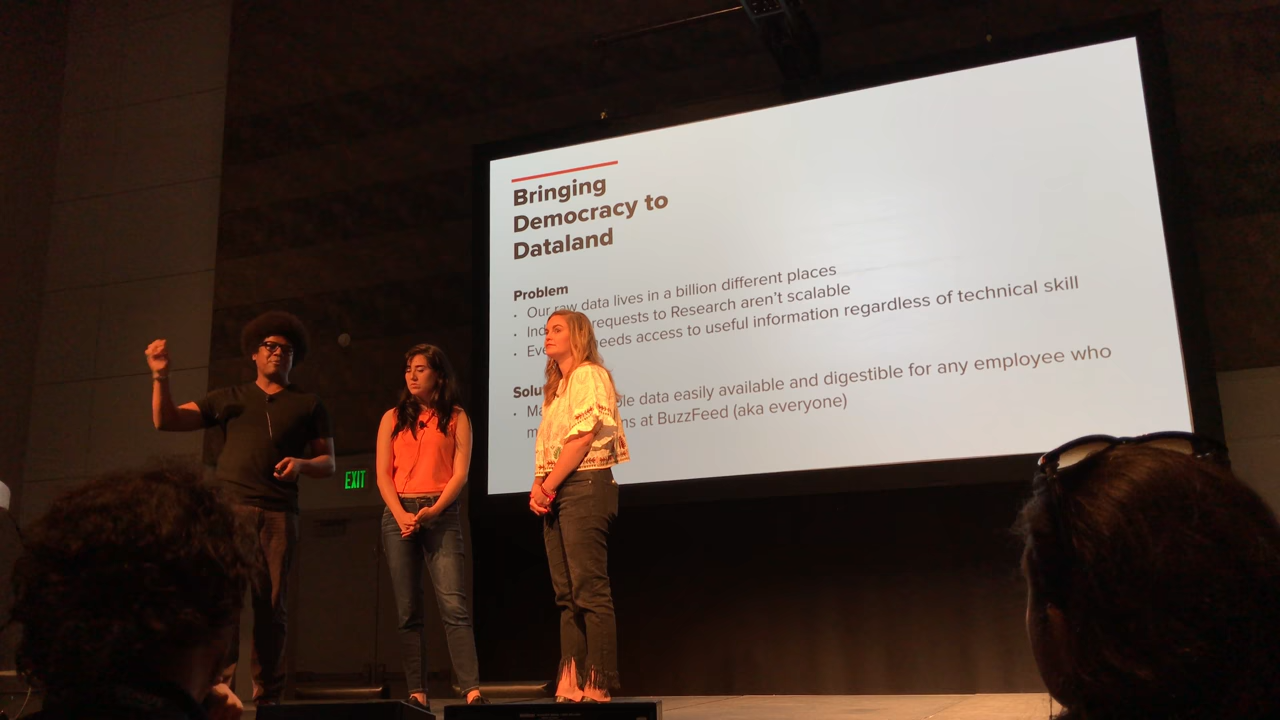 Bringing
Democracy to
Dataland
Problem
• Our raw data lives in a billion different places
• requests to Research aren't scalable
• needs access to useful information regardless of technical skill
• data easily available and digestible for any employee who
at BuzzFeed (aka everyone)
EXIT